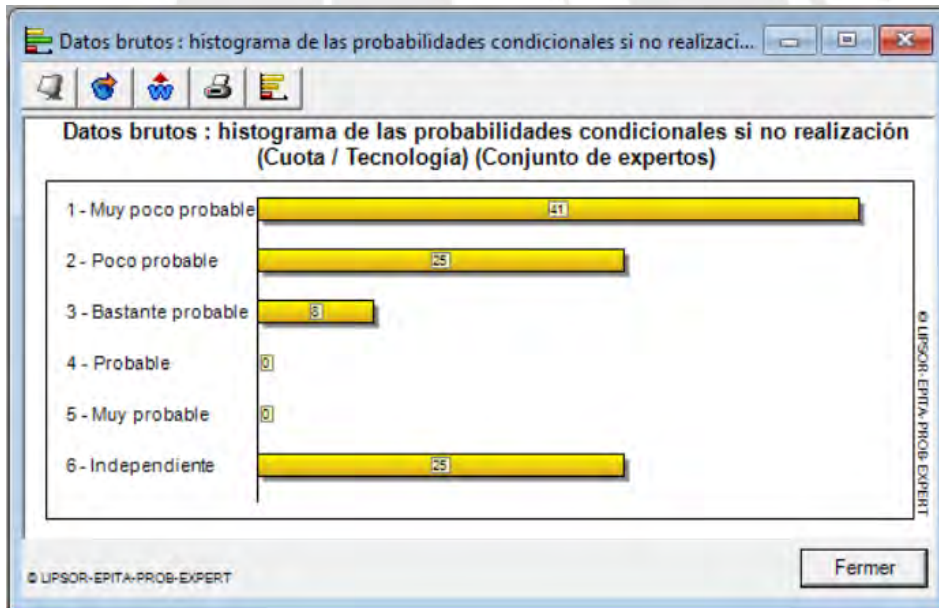 Datos brutos : histograma de las probabilidades condicionales si no realizaci...
Datos brutos : histograma de las probabilidades condicionales si no realización
(Cuota / Tecnología) (Conjunto de expertos)
1 - Muy poco probable
41
2 - Poco probable
25
3 - Bastante probable
8
4 - Probable
0
5 - Muy probable
0
6 - Independiente
25
© LIPSOR-EPITA-PROB-EXPERT
© LIPSOR-EPITA-PROB-EXPERT
Fermer